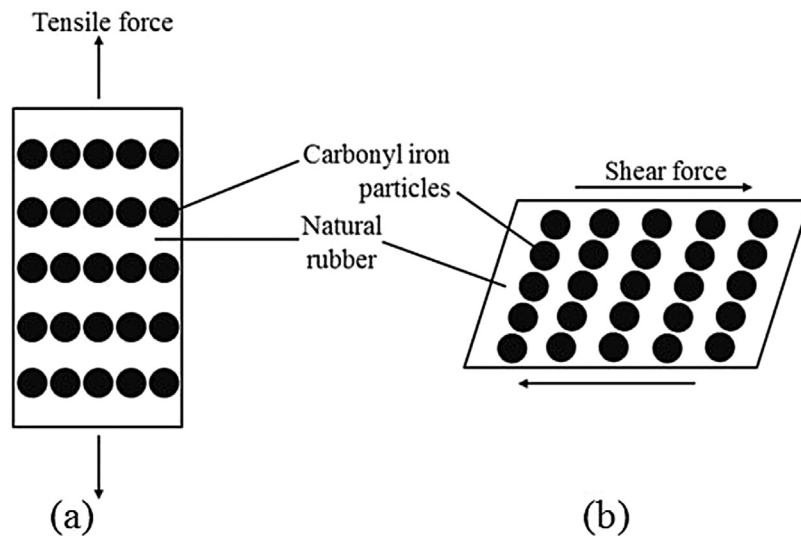 Tensile force
Carbonyl iron
particles
Natural
rubber
Shear force
(a)
(b)